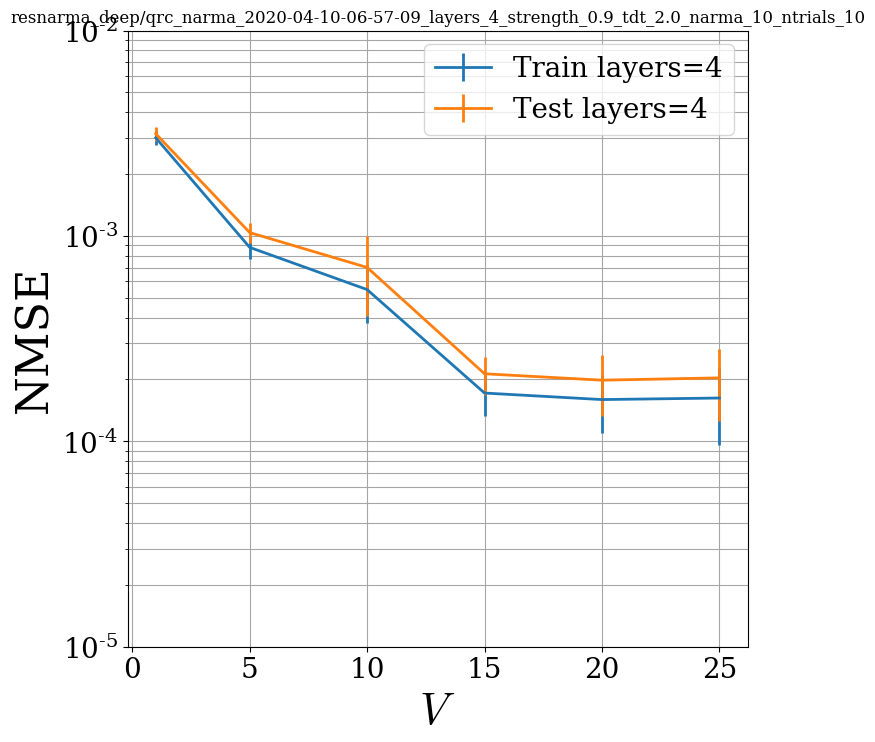 resnarma_deep/qrc_narma_2020-04-10-06-57-09_layers_4_strength_0.9_tdt_2.0_narma_10_ntrials_10
10-2
Train layers=4
Test layers=4
10-3
NMSE
10-4
10-5
0 5 10 15 20 25
V